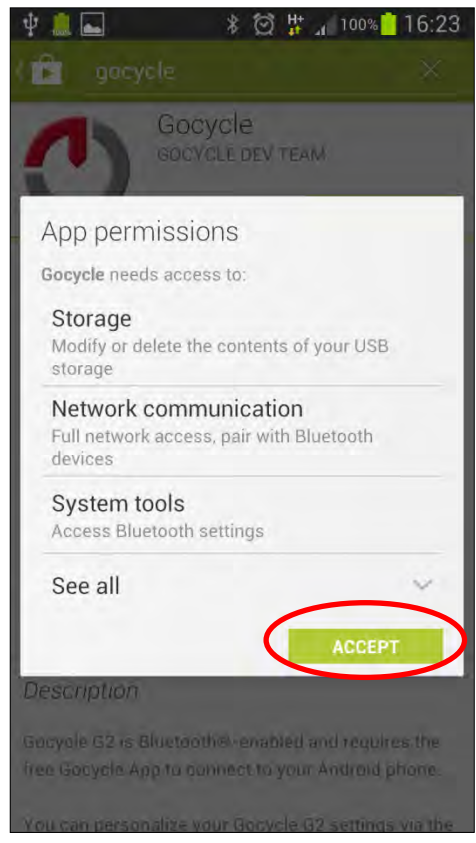 100% 16:23
gocycle
Gocycle
GOCYCLE DEV TEAM
App permissions
Gocycle needs access to:
Storage
Modify or delete the contents of your USB
storage
Network communication
Full network access, pair with Bluetooth
devices
System tools
Access Bluetooth settings
See all
ACCEPT
Description
Gocycle G2 is Bluetooth®-enabled and requires the
free Gocycle App to connect to your Android phone.
You can personalize your Gocycle G2 settings via the